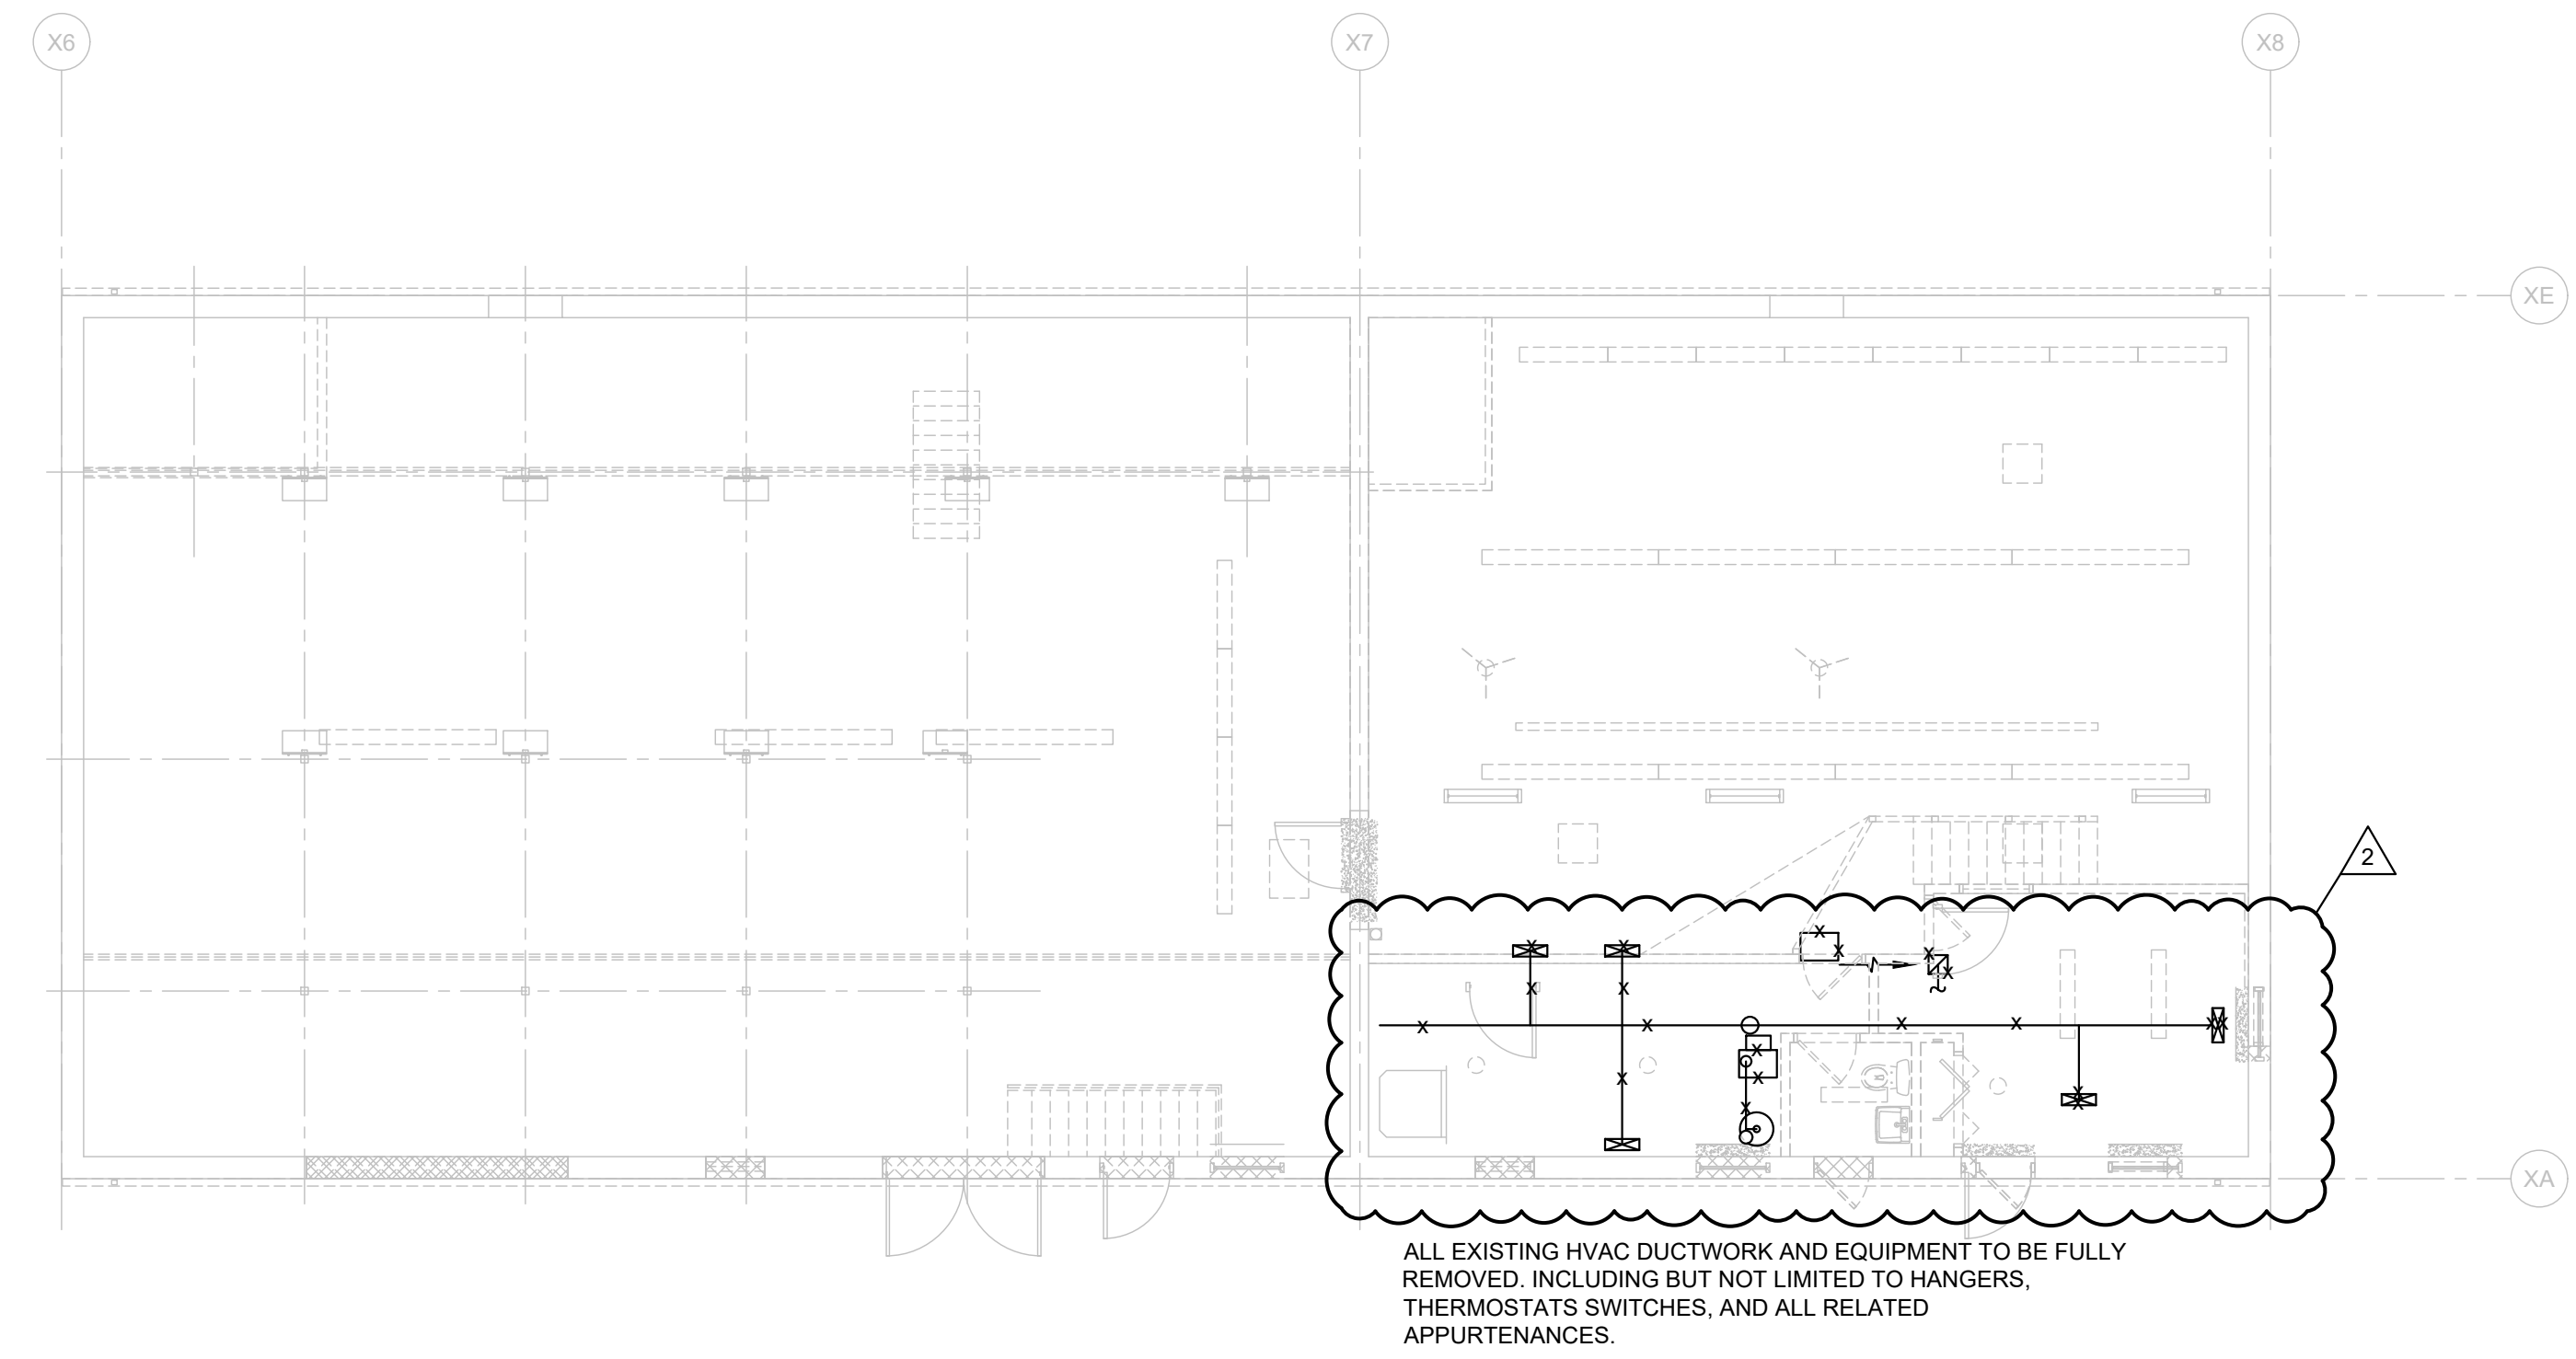 X6
X7
X8
XE
2
XA
ALL EXISTING HVAC DUCTWORK AND EQUIPMENT TO BE FULLY
REMOVED. INCLUDING BUT NOT LIMITED TO HANGERS,
THERMOSTATS SWITCHES, AND ALL RELATED
APPURTENANCES.